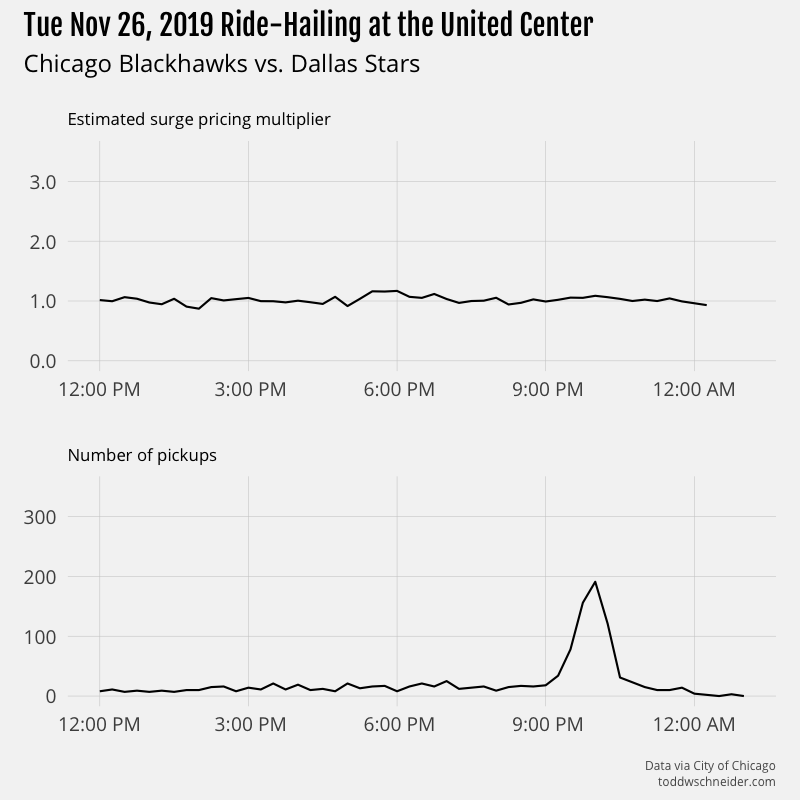 Tue Nov 26, 2019 Ride-Hailing at the United Center
Chicago Blackhawks vs. Dallas Stars
Estimated surge pricing multiplier
3.0
2.0
1.0
0.0
12:00 PM 3:00 PM 6:00 PM 9:00 PM 12:00 AM
Number of pickups
300
200
100
0
12:00 PM 3:00 PM 6:00 PM 9:00 PM 12:00 AM
Data via City of Chicago
toddwschneider.com